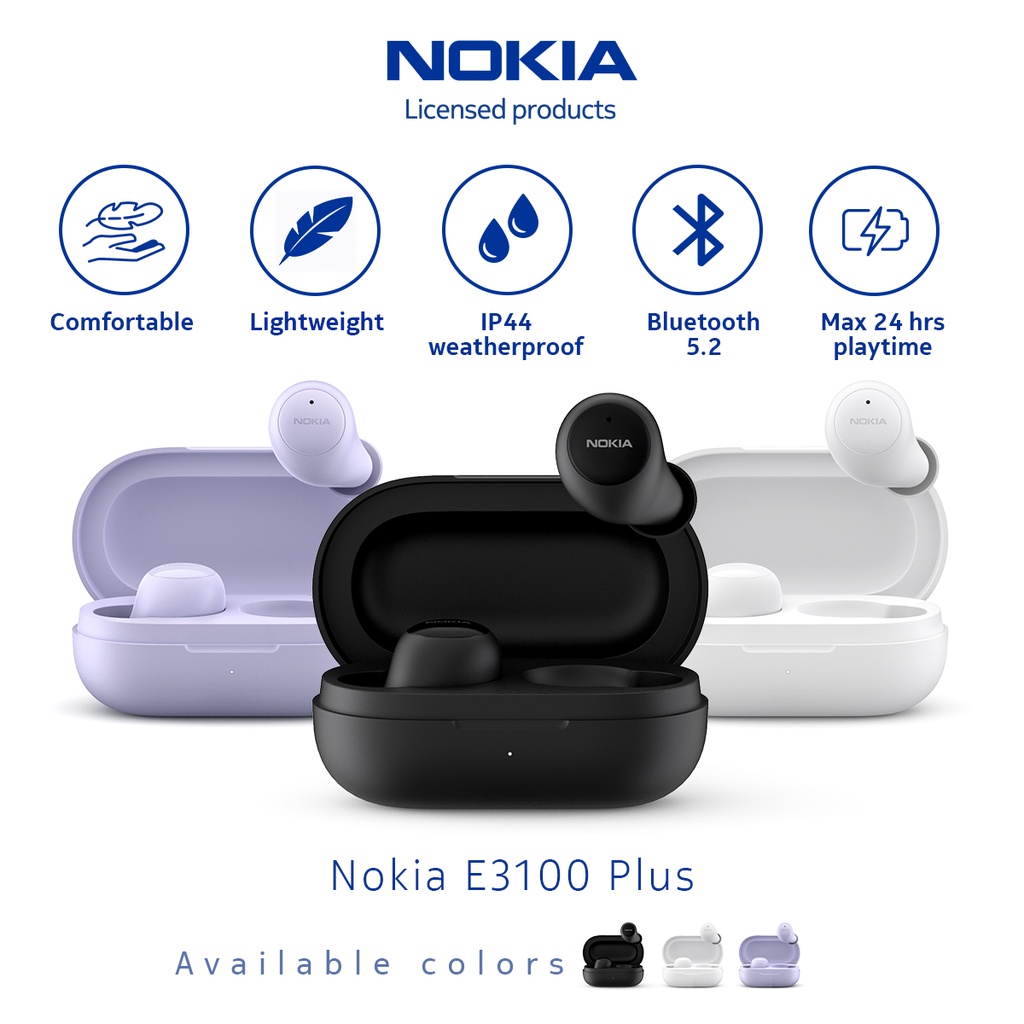 NOKIA
Licensed products
Comfortable
Lightweight
IP44
weatherproof
Bluetooth
5.2
Max 24 hrs
playtime
NOKIA
NOKIA
NOKIA
Nokia E3100 Plus
Available colors